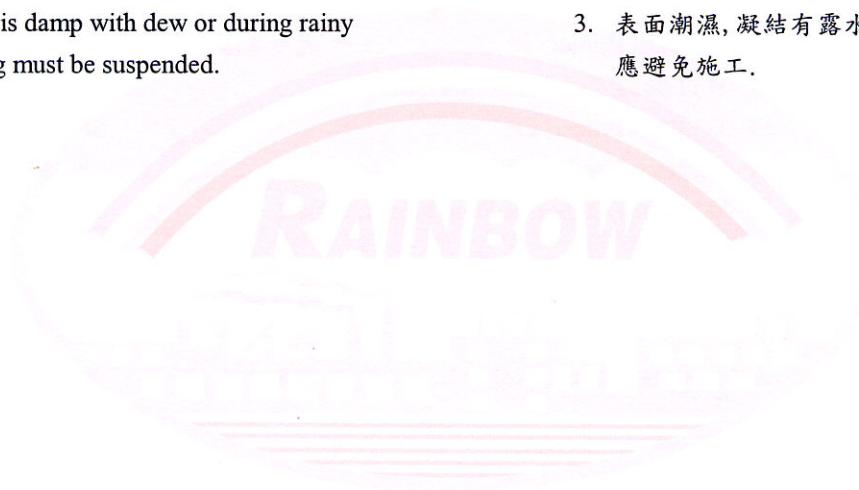 is damp with dew or during rainy
g must be suspended.
3. 表面潮濕,凝結有露水
應避免施工.
RAINBOW